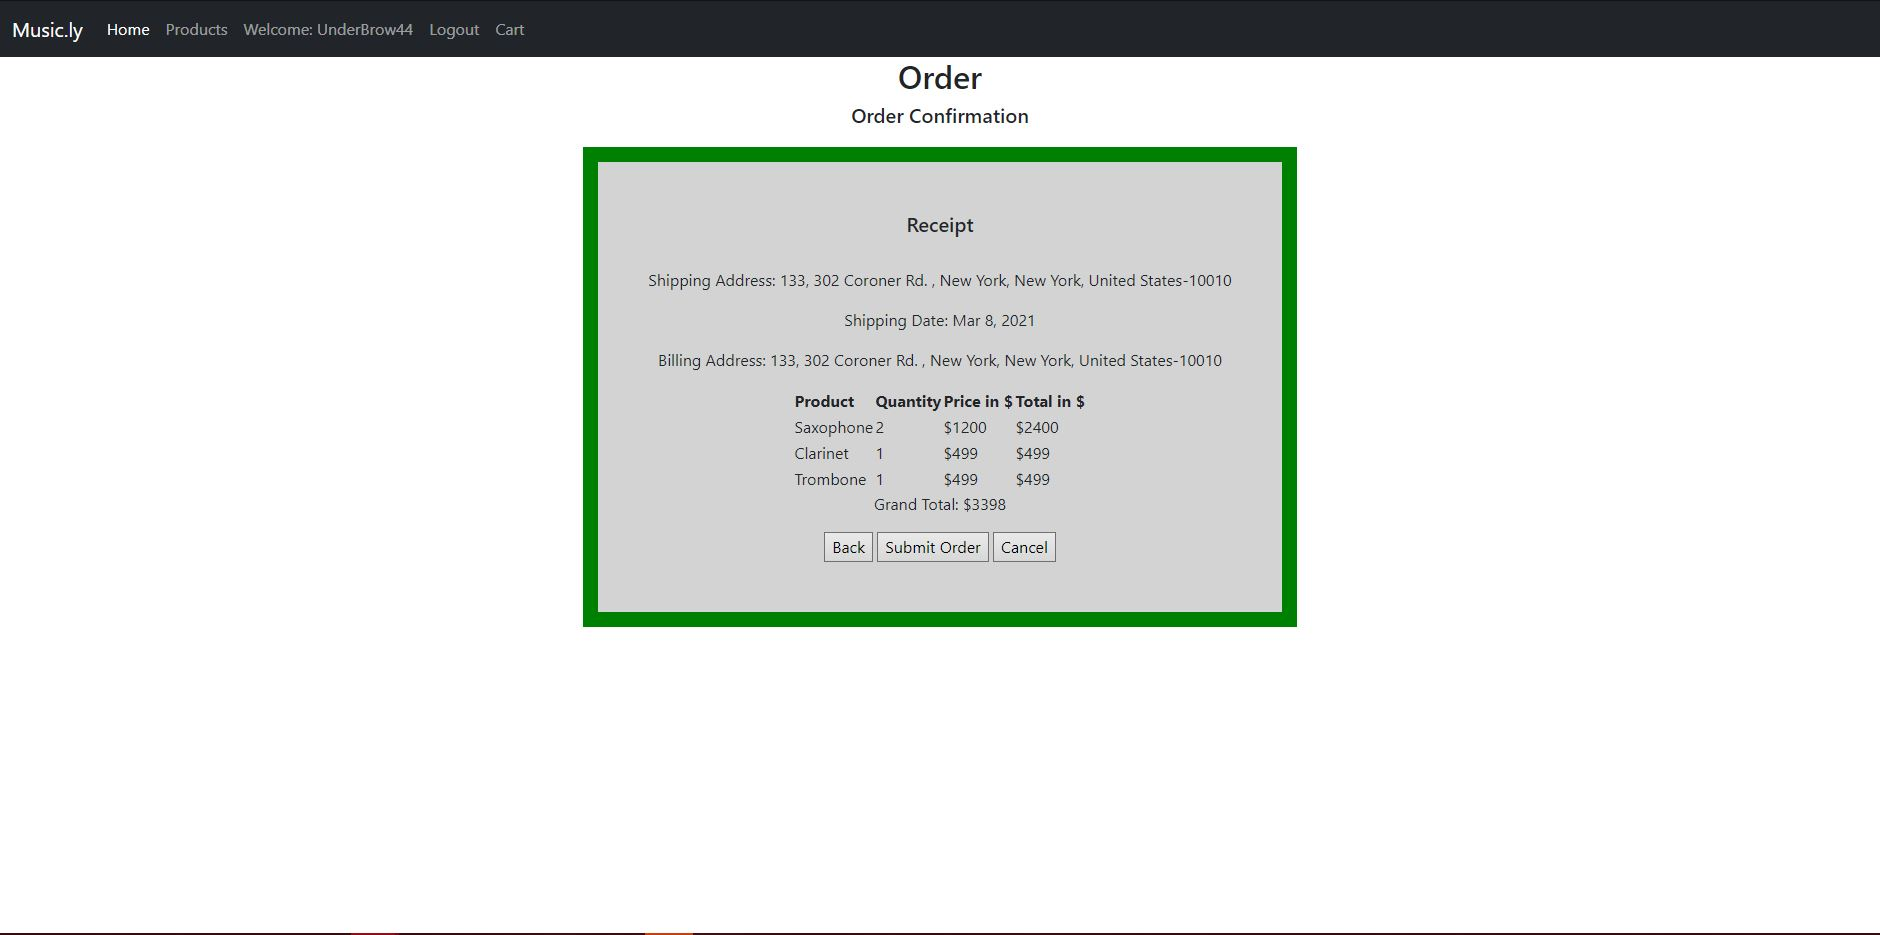 Music.ly Home Products Welcome: UnderBrow44 Logout Cart
Order
Order Confirmation
Receipt
Shipping Address: 133, 302 Coroner Rd. , New York, New York, United States-10010
Shipping Date: Mar 8, 2021
Billing Address: 133, 302 Coroner Rd. , New York, New York, United States-10010
Product Quantity Price in $ Total in $
Saxophone 2 $1200 $2400
Clarinet 1 $499 $499
Trombone 1 $499 $499
Grand Total: $3398
Back Submit Order Cancel